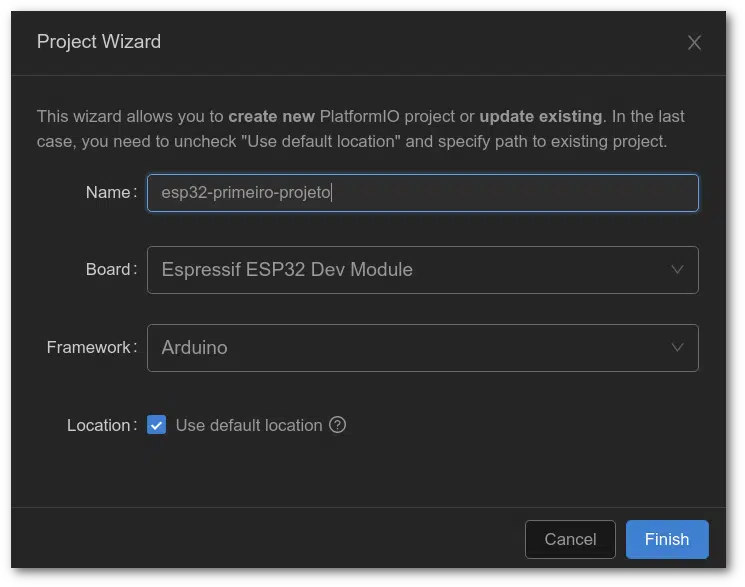 Project Wizard
This wizard allows you to create new PlatformIO project or update existing. In the last
case, you need to uncheck "Use default location" and specify path to existing project.
Name: esp32-primeiro-projeto
Board: Espressif ESP32 Dev Module
Framework: Arduino
Location: Use default location ?
Cancel Finish